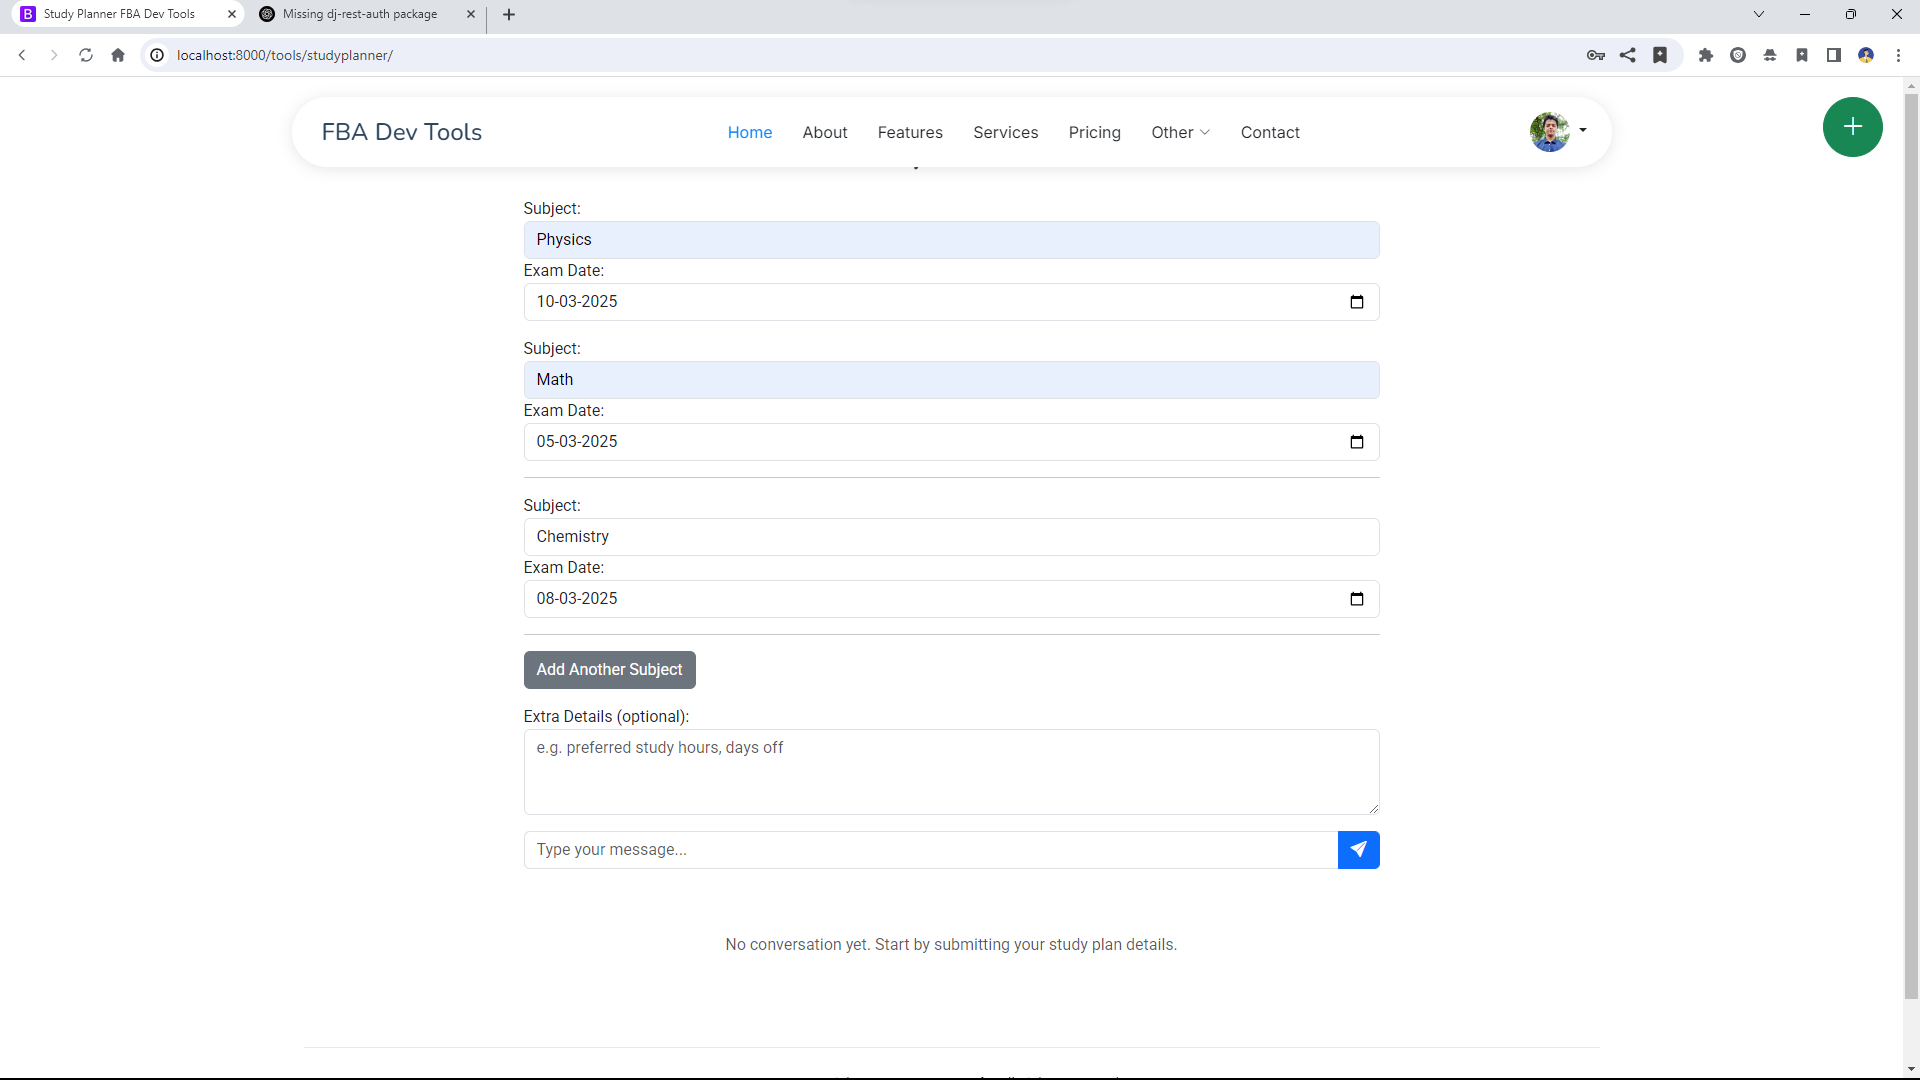 Study Planner FBA Dev Tools
Missing dj-rest-auth package
localhost:8000/tools/studyplanner/
FBA Dev Tools
Home
About
Features
Services
Pricing
Other
Contact
Subject:
Physics
Exam Date:
10-03-2025
Subject:
Math
Exam Date:
05-03-2025
Subject:
Chemistry
Exam Date:
08-03-2025
Add Another Subject
Extra Details (optional):
e.g. preferred study hours, days off
Type your message...
No conversation yet. Start by submitting your study plan details.